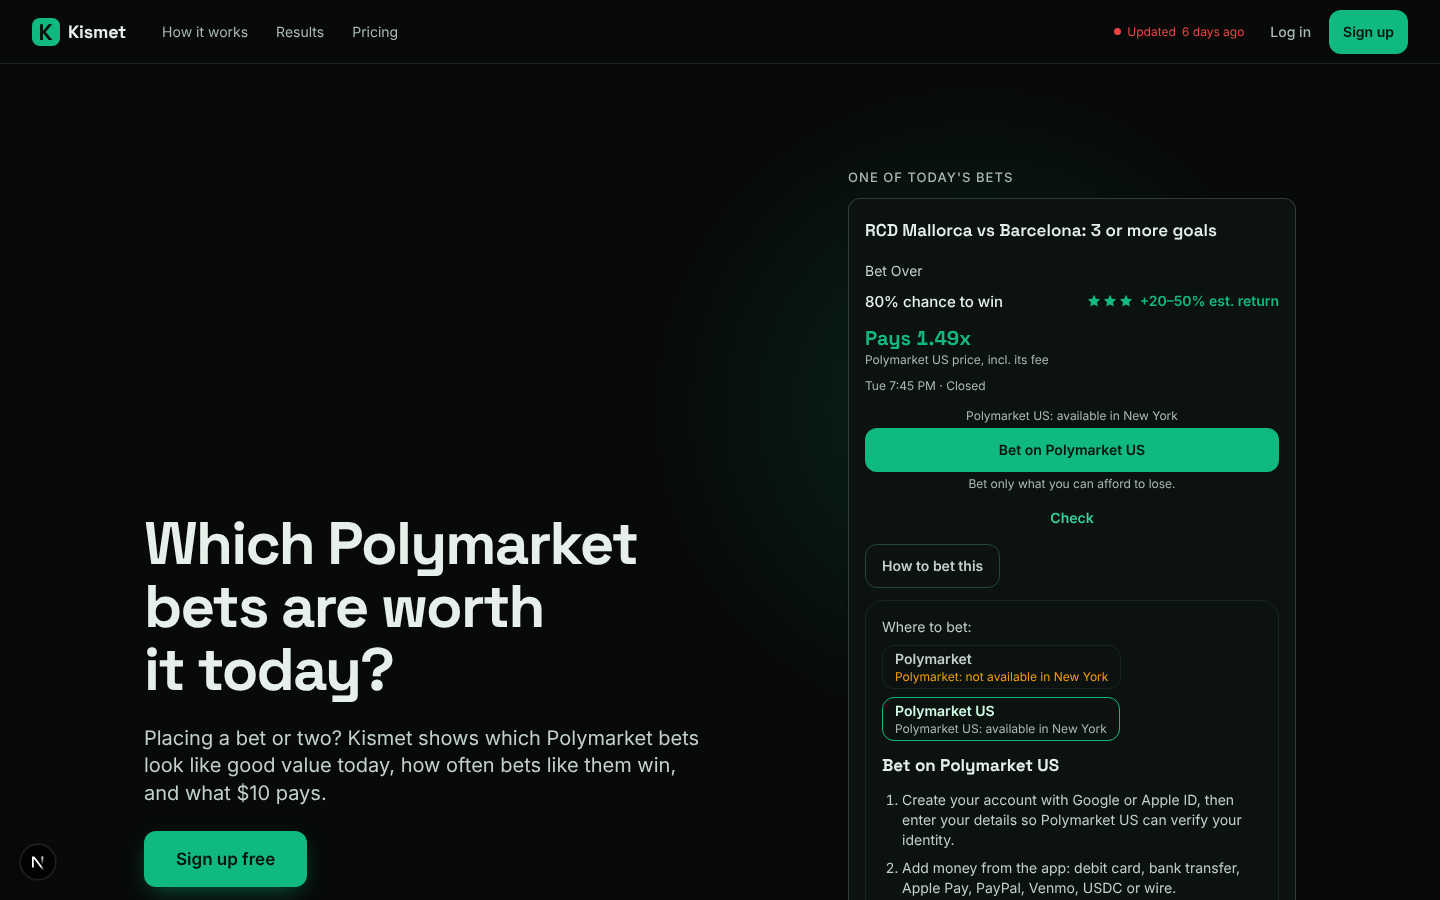 K Kismet
How it works
Results
Pricing
Updated 6 days ago
Log in
Sign up
Which Polymarket
bets are worth
it today?
Placing a bet or two? Kismet shows which Polymarket bets
look like good value today, how often bets like them win,
and what $10 pays.
Sign up free
N
ONE OF TODAY'S BETS
RCD Mallorca vs Barcelona: 3 or more goals
Bet Over
80% chance to win
★★★ +20–50% est. return
Pays 1.49x
Polymarket US price, incl. its fee
Tue 7:45 PM · Closed
Polymarket US: available in New York
Bet on Polymarket US
Bet only what you can afford to lose.
Check
How to bet this
Where to bet:
Polymarket
Polymarket: not available in New York
Polymarket US
Polymarket US: available in New York
Bet on Polymarket US
1. Create your account with Google or Apple ID, then
enter your details so Polymarket US can verify your
identity.
2. Add money from the app: debit card, bank transfer,
Apple Pay, PayPal, Venmo, USDC or wire.